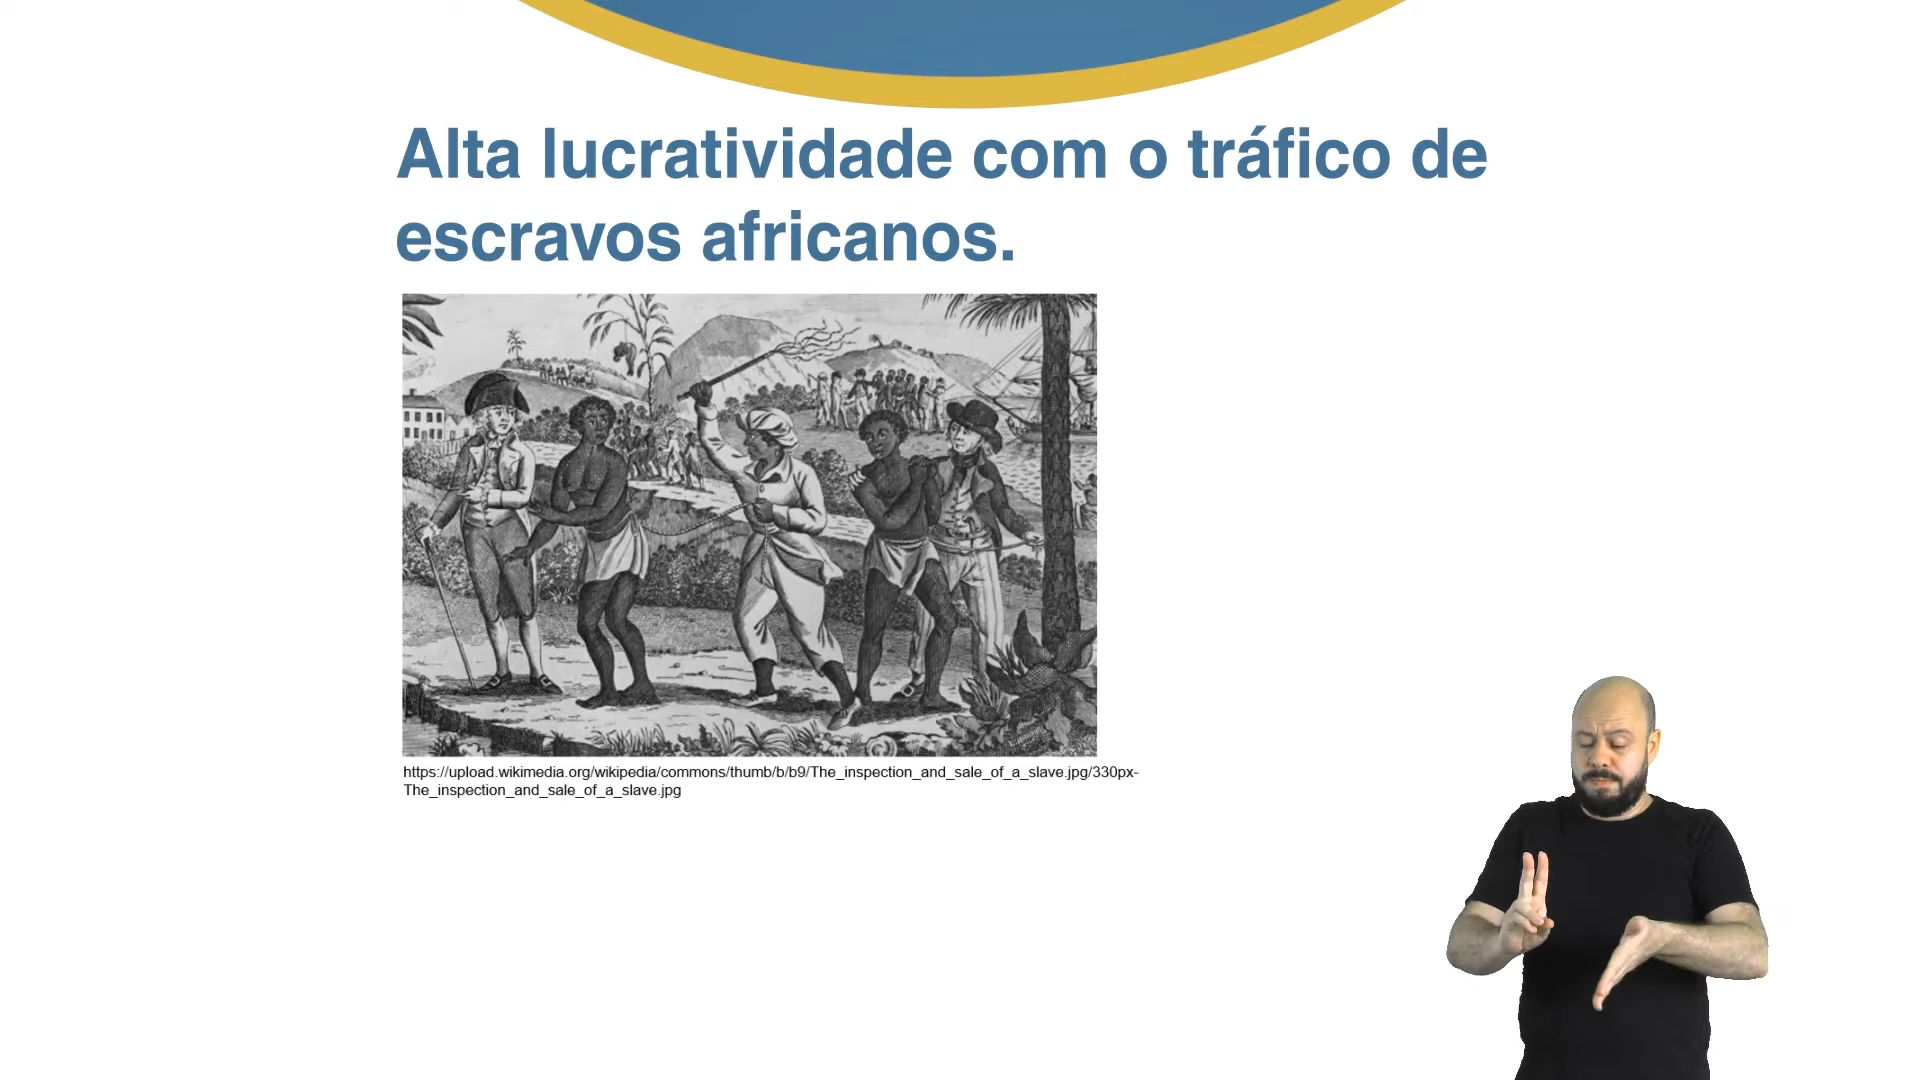 Alta lucratividade com o tráfico de
escravos africanos.
https://upload.wikimedia.org/wikipedia/commons/thumb/b/b9/The_inspection_and_sale_of_a_slave.jpg/330px-
The_inspection_and_sale_of_a_slave.jpg